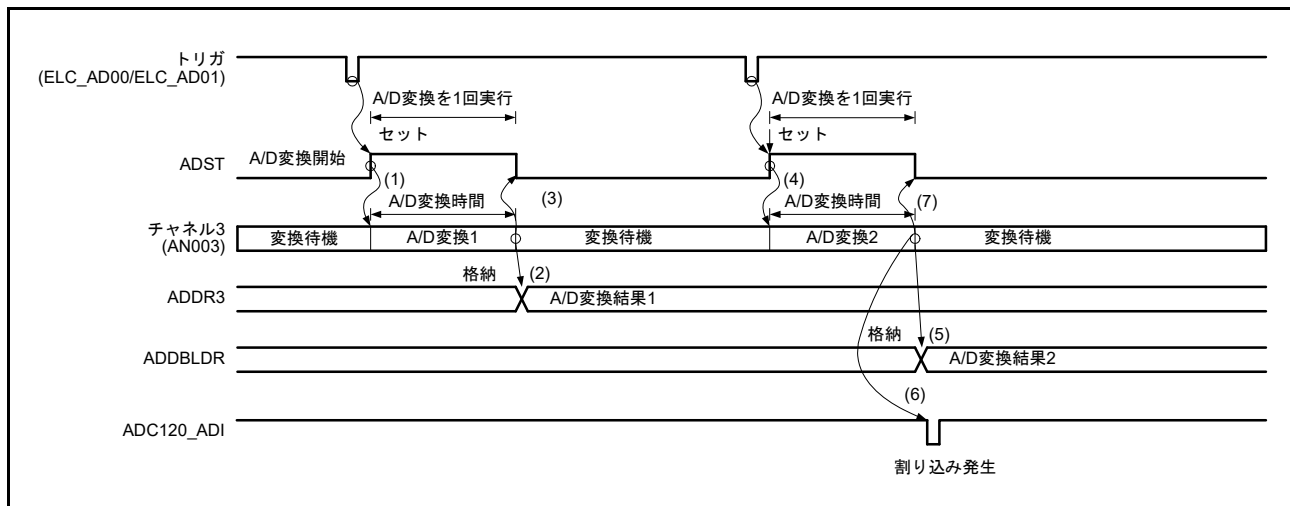 トリガ
(ELC_AD00/ELC_AD01)
A/D変換を1回実行
A/D変換を1回実行
セット
セット
ADST
A/D変換開始
(1)
(3)
(4)
(7)
A/D変換時間
A/D変換時間
チャネル3
(AN003)
変換待機
A/D変換1
変換待機
A/D変換2
変換待機
格納
(2)
ADDR3
A/D変換結果1
格納
(5)
ADDBLDR
A/D変換結果2
(6)
ADC120_ADI
割り込み発生